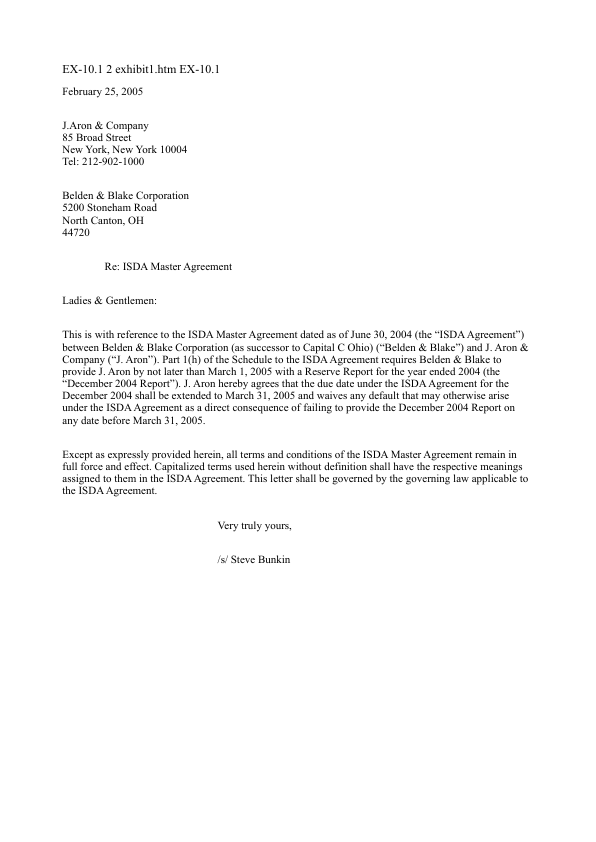 EX-10.1 2 exhibit1.htm EX-10.1
February 25, 2005
J.Aron & Company
85 Broad Street
New York, New York 10004
Tel: 212-902-1000
Belden & Blake Corporation
5200 Stoneham Road
North Canton, OH
44720
Re: ISDA Master Agreement
Ladies & Gentlemen:
This is with reference to the ISDA Master Agreement dated as of June 30, 2004 (the “ISDA Agreement”)
between Belden & Blake Corporation (as successor to Capital C Ohio) (“Belden & Blake”) and J. Aron &
Company (“J. Aron”). Part 1(h) of the Schedule to the ISDA Agreement requires Belden & Blake to
provide J. Aron by not later than March 1, 2005 with a Reserve Report for the year ended 2004 (the
“December 2004 Report”). J. Aron hereby agrees that the due date under the ISDA Agreement for the
December 2004 shall be extended to March 31, 2005 and waives any default that may otherwise arise
under the ISDA Agreement as a direct consequence of failing to provide the December 2004 Report on
any date before March 31, 2005.
Except as expressly provided herein, all terms and conditions of the ISDA Master Agreement remain in
full force and effect. Capitalized terms used herein without definition shall have the respective meanings
assigned to them in the ISDA Agreement. This letter shall be governed by the governing law applicable to
the ISDA Agreement.
Very truly yours,
/s/ Steve Bunkin